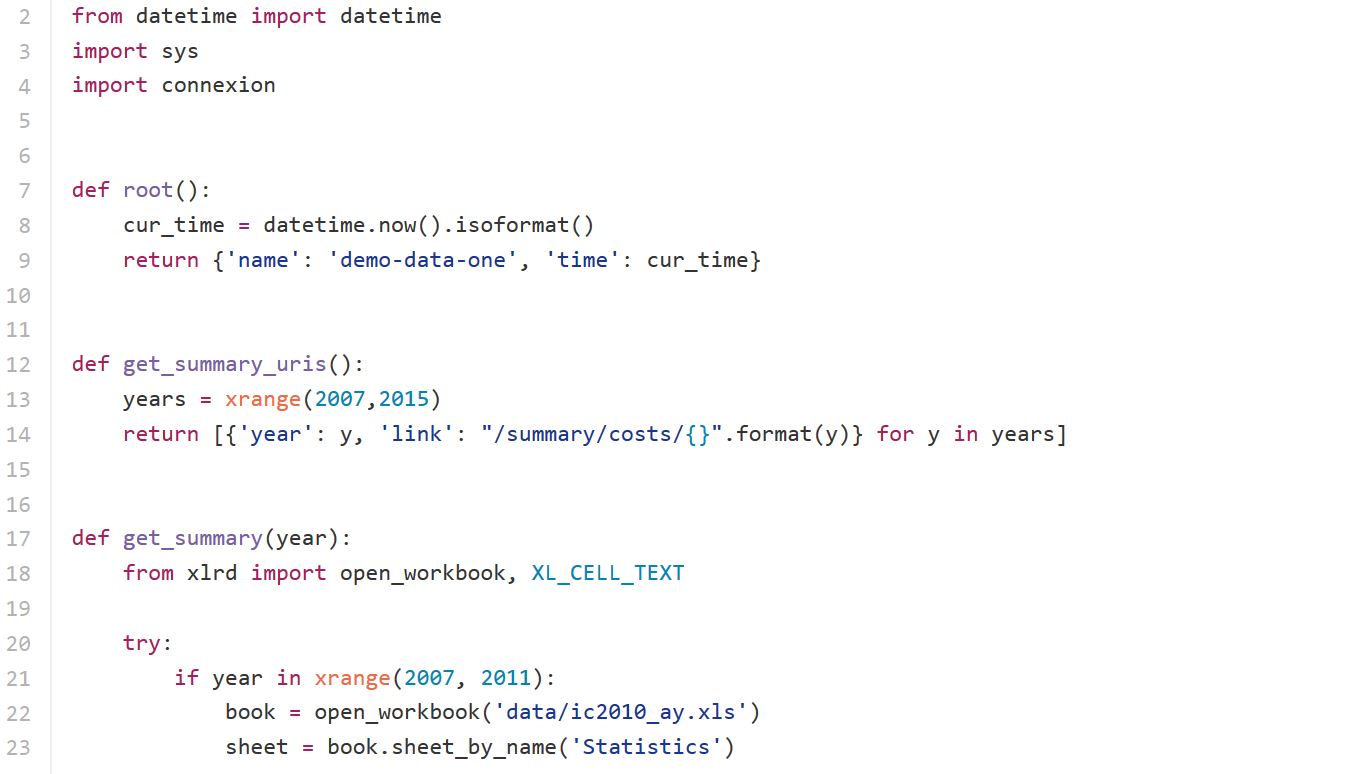 2 from datetime import datetime
3 import sys
4 import connexion
5
6
7 def root():
8     cur_time = datetime.now().isoformat()
9     return {'name': 'demo-data-one', 'time': cur_time}
10
11
12 def get_summary_uris():
13     years = xrange(2007,2015)
14     return [{'year': y, 'link': "/summary/costs/{}".format(y)} for y in years]
15
16
17 def get_summary(year):
18     from xlrd import open_workbook, XL_CELL_TEXT
19
20     try:
21         if year in xrange(2007, 2011):
22             book = open_workbook('data/ic2010_ay.xls')
23             sheet = book.sheet_by_name('Statistics')